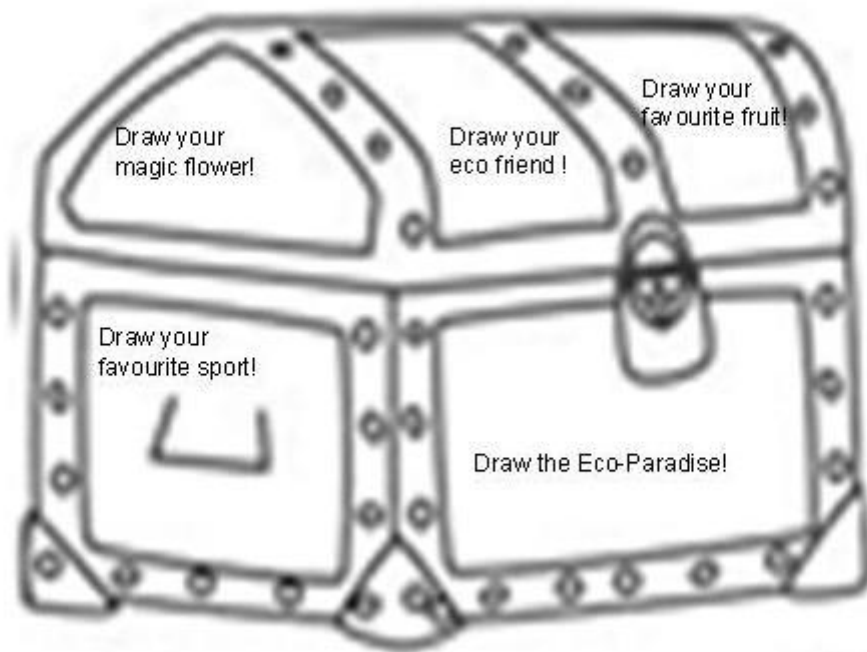 Draw your
magic flower!
Draw your
eco friend !
Draw your
favourite fruit!
Draw your
favourite sport!
Draw the Eco-Paradise!